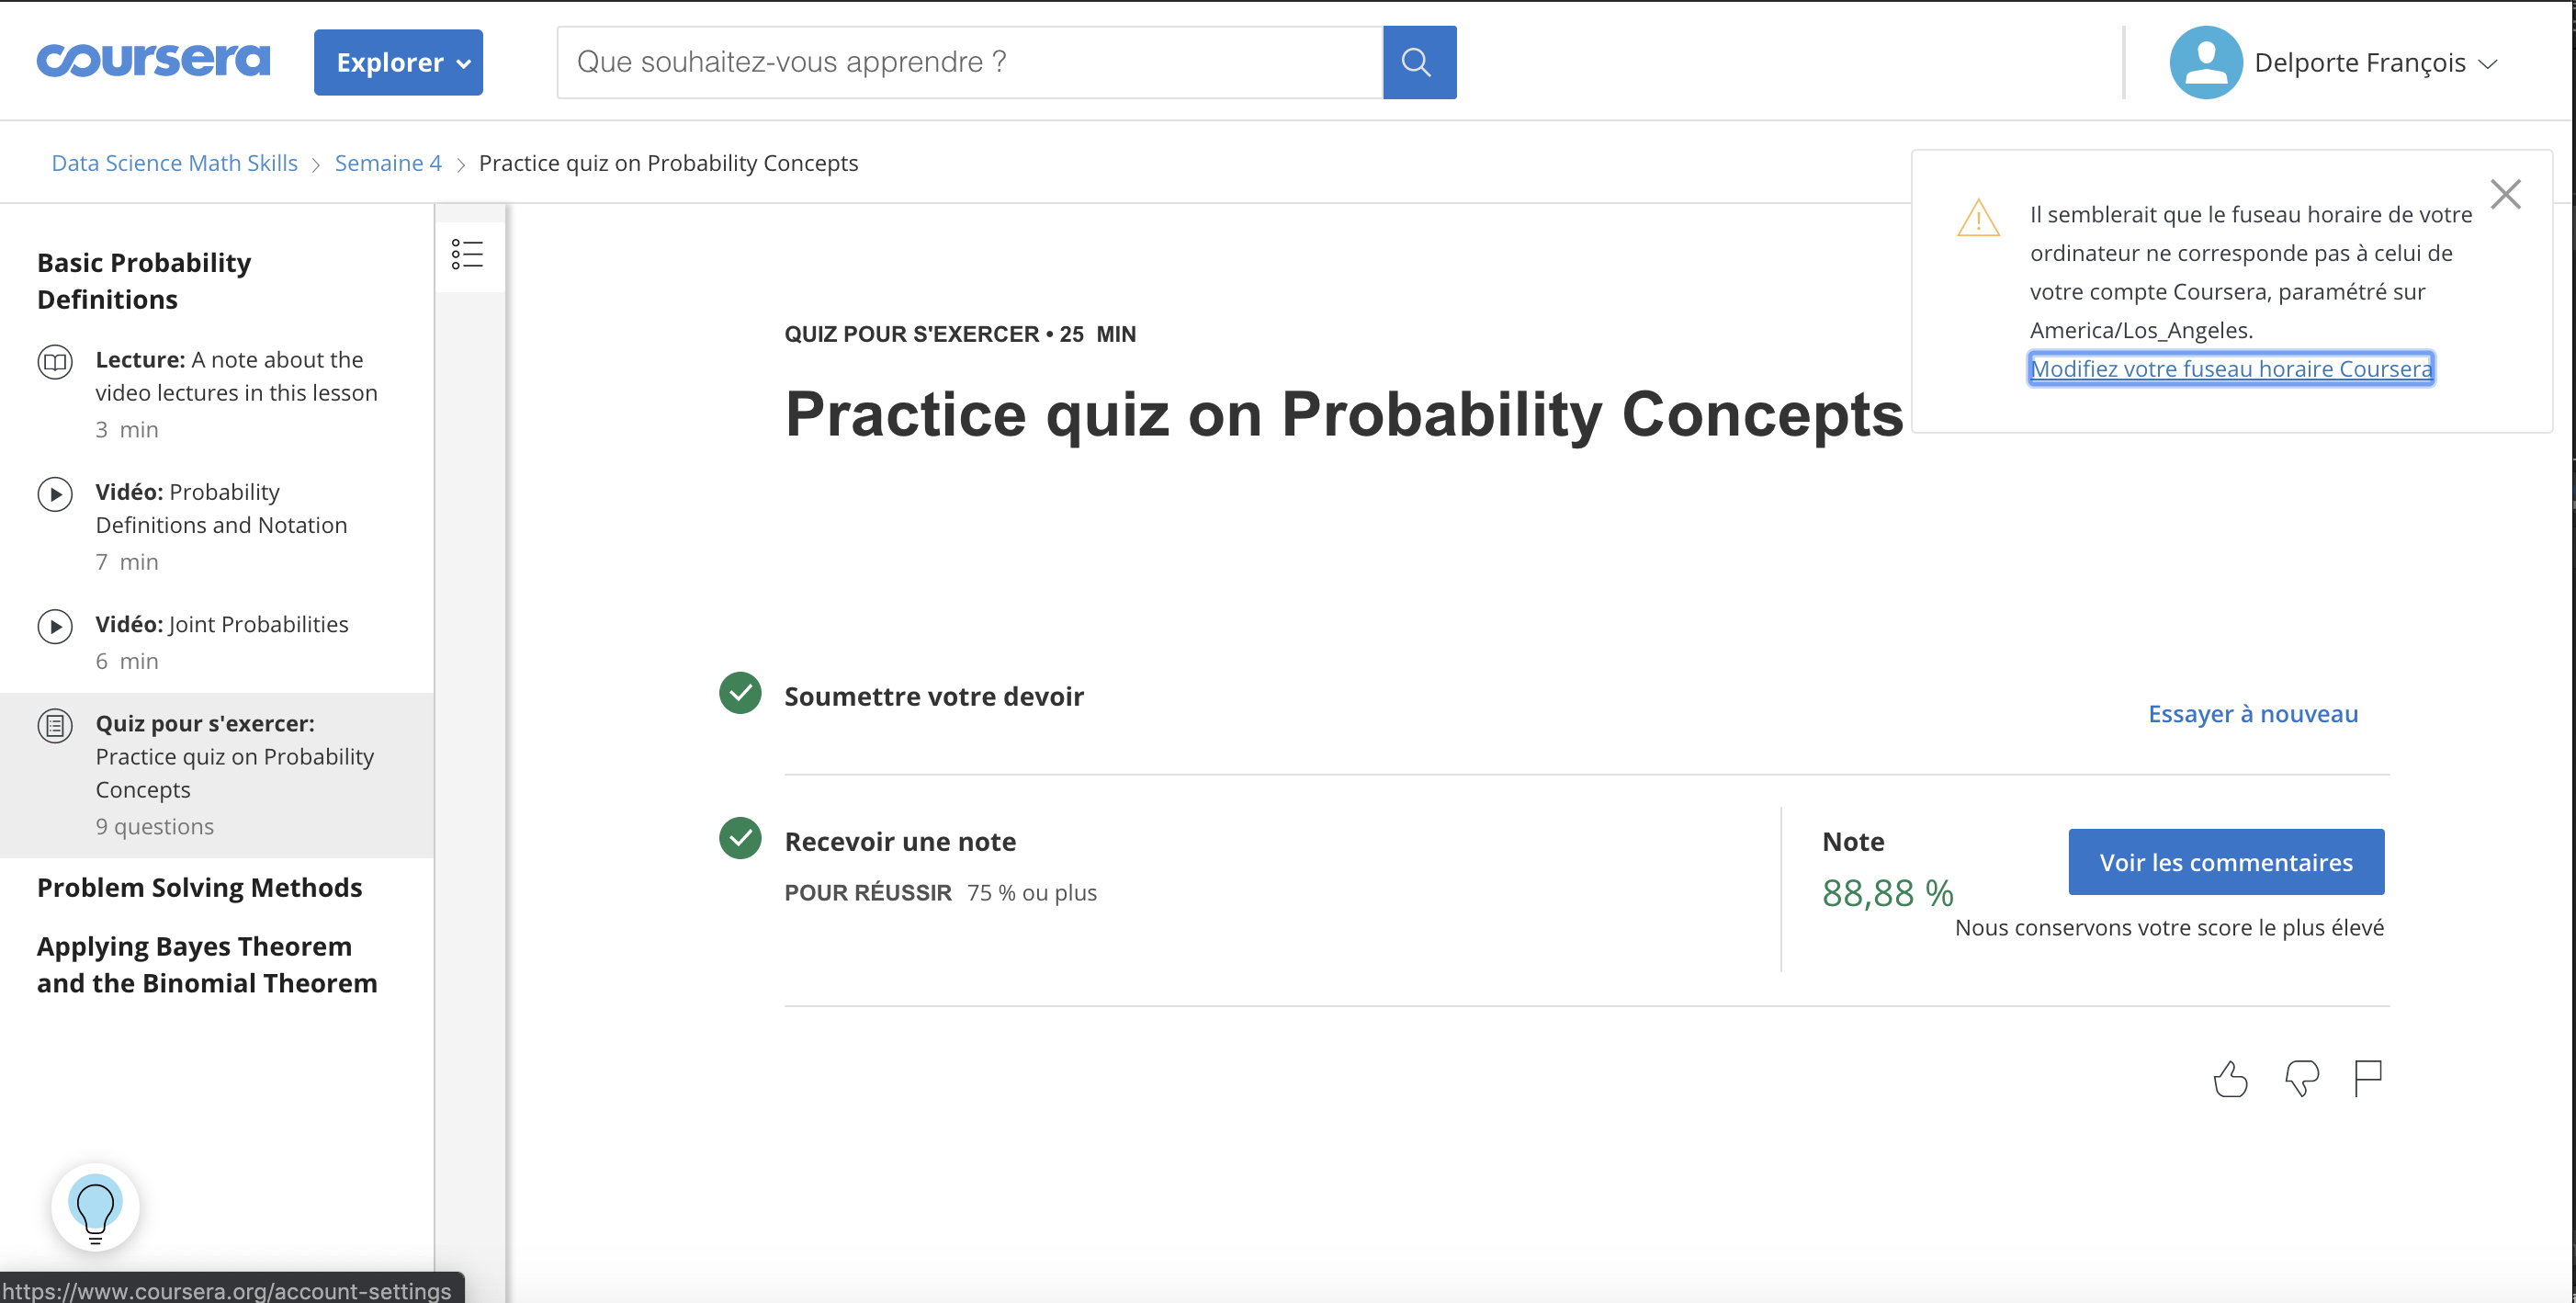 coursera
Explorer
Que souhaitez-vous apprendre ?
Delporte François
Data Science Math Skills > Semaine 4 > Practice quiz on Probability Concepts
Il semblerait que le fuseau horaire de votre
ordinateur ne corresponde pas à celui de
votre compte Coursera, paramétré sur
America/Los_Angeles.
Modifiez votre fuseau horaire Coursera
Basic Probability
Definitions
Lecture: A note about the
video lectures in this lesson
3 min
Vidéo: Probability
Definitions and Notation
7 min
Vidéo: Joint Probabilities
6 min
Quiz pour s'exercer:
Practice quiz on Probability
Concepts
9 questions
Problem Solving Methods
Applying Bayes Theorem
and the Binomial Theorem
QUIZ POUR S'EXERCER • 25 MIN
Practice quiz on Probability Concepts
Soumettre votre devoir
Essayer à nouveau
Recevoir une note
POUR RÉUSSIR 75 % ou plus
Note
88,88 %
Voir les commentaires
Nous conservons votre score le plus élevé
https://www.coursera.org/account-settings